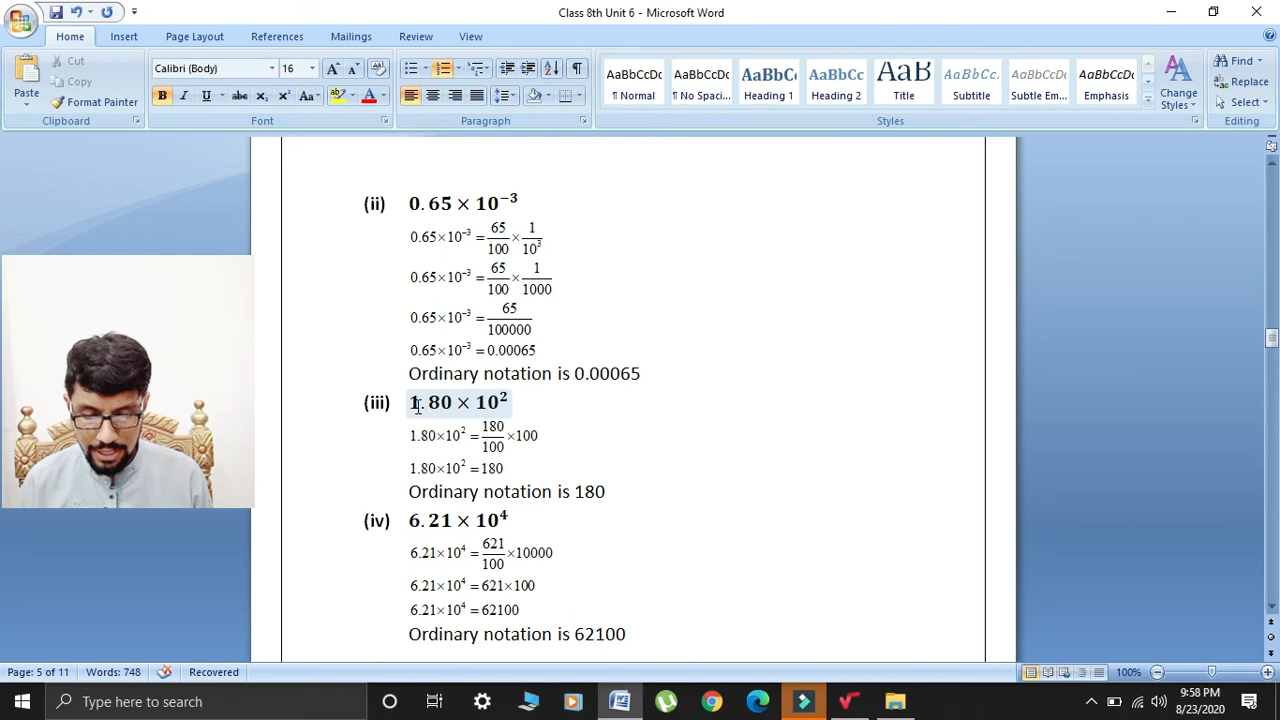 Class 8th Unit 6 - Microsoft Word
Home Insert Page Layout References Mailings Review View
Paste
Cut
Copy
Format Painter
Clipboard
Calibri (Body) 16
B I U abc x₂ x² Aa
Font
Paragraph
AaBbCcDc AaBbCcDc AaBbCc AaBbCc AaB AaBbCcI AaBbCcDc AaBbCcDc
¶ Normal ¶ No Spaci... Heading 1 Heading 2 Title Subtitle Subtle Em... Emphasis
Change Styles
Styles
Find
Replace
Select
Editing
(ii) 0.65 × 10⁻³
0.65×10⁻³ = 65/100 × 1/10³
0.65×10⁻³ = 65/100 × 1/1000
0.65×10⁻³ = 65/100000
0.65×10⁻³ = 0.00065
Ordinary notation is 0.00065
(iii) 1.80 × 10²
1.80×10² = 180/100 ×100
1.80×10² = 180
Ordinary notation is 180
(iv) 6.21 × 10⁴
6.21×10⁴ = 621/100 ×10000
6.21×10⁴ = 621×100
6.21×10⁴ = 62100
Ordinary notation is 62100
Page: 5 of 11 Words: 748 Recovered 100%
Type here to search
9:58 PM
8/23/2020